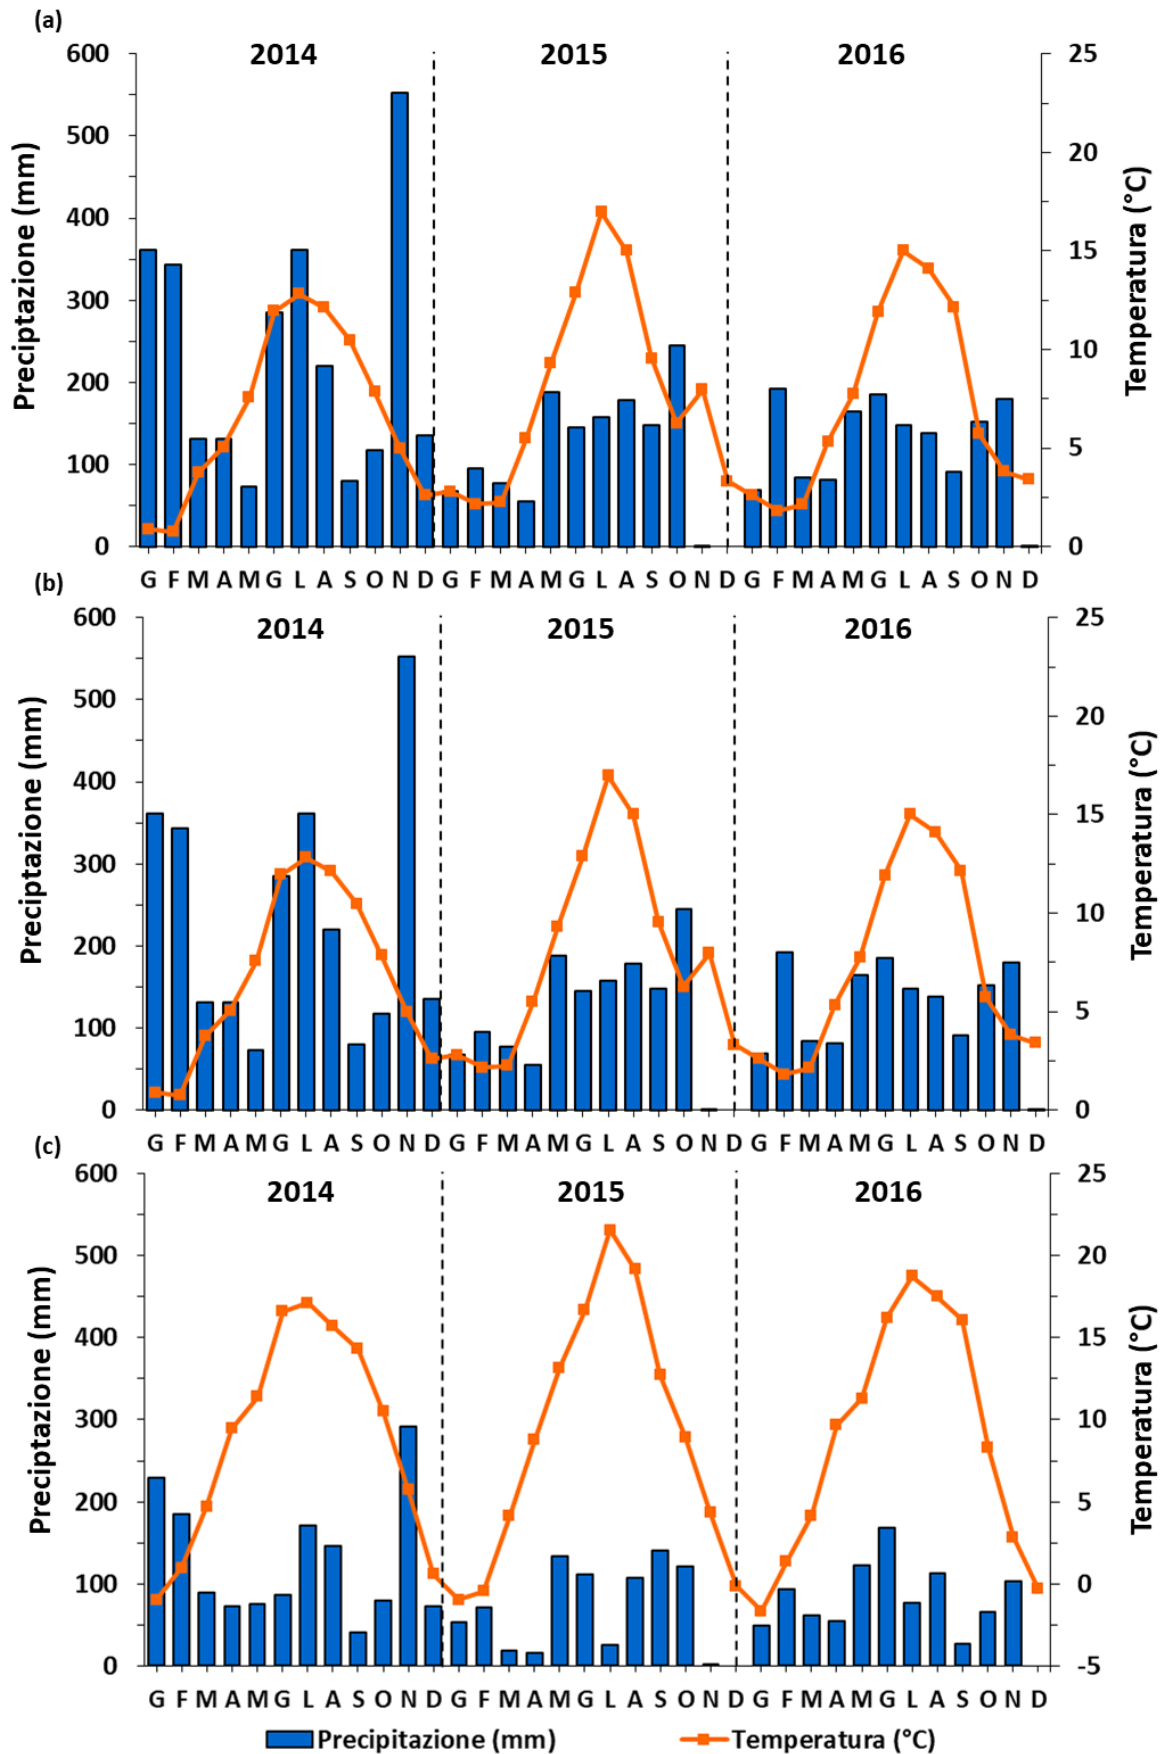 (a)
2014 2015 2016
600 25
500 20
400 15
300 10
200 5
100 0
0
Preciptazione (mm)
Temperatura (°C)
G F M A M G L A S O N D G F M A M G L A S O N D G F M A M G L A S O N D
(b)
2014 2015 2016
600 25
500 20
400 15
300 10
200 5
100 0
0
Preciptazione (mm)
Temperatura (°C)
G F M A M G L A S O N D G F M A M G L A S O N D G F M A M G L A S O N D
(c)
2014 2015 2016
600 25
500 20
400 15
300 10
200 5
100 0
0 -5
Preciptazione (mm)
Temperatura (°C)
G F M A M G L A S O N D G F M A M G L A S O N D G F M A M G L A S O N D
Precipitazione (mm) Temperatura (°C)